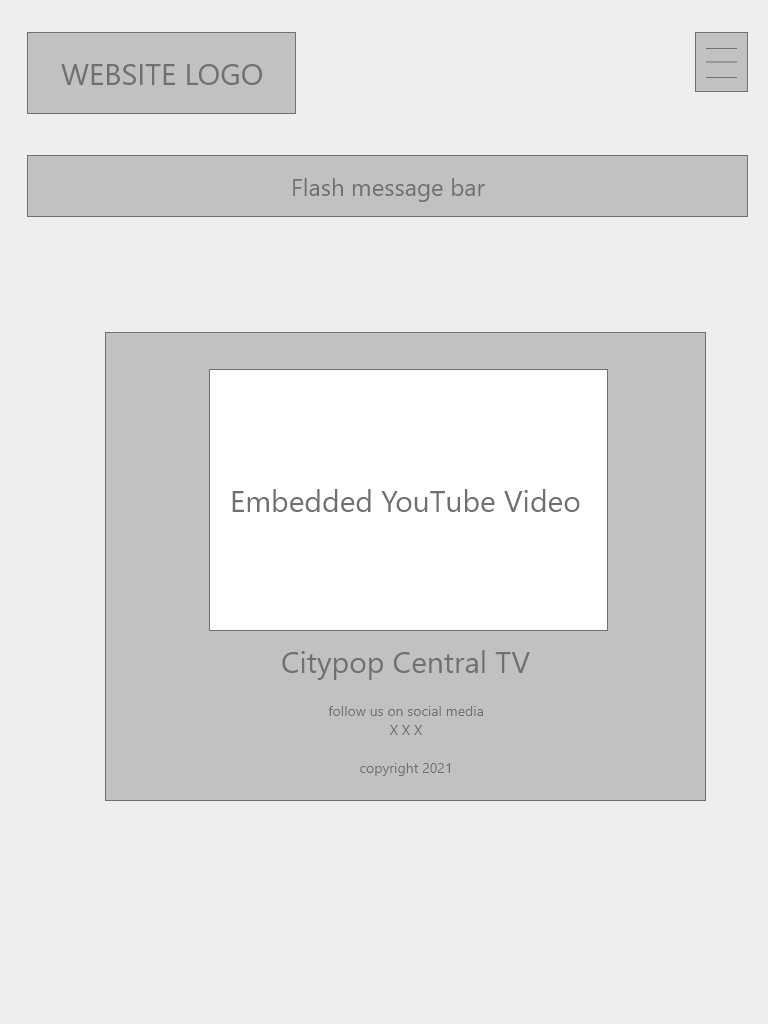 WEBSITE LOGO
Flash message bar
Embedded YouTube Video
Citypop Central TV
follow us on social media
X X X
copyright 2021